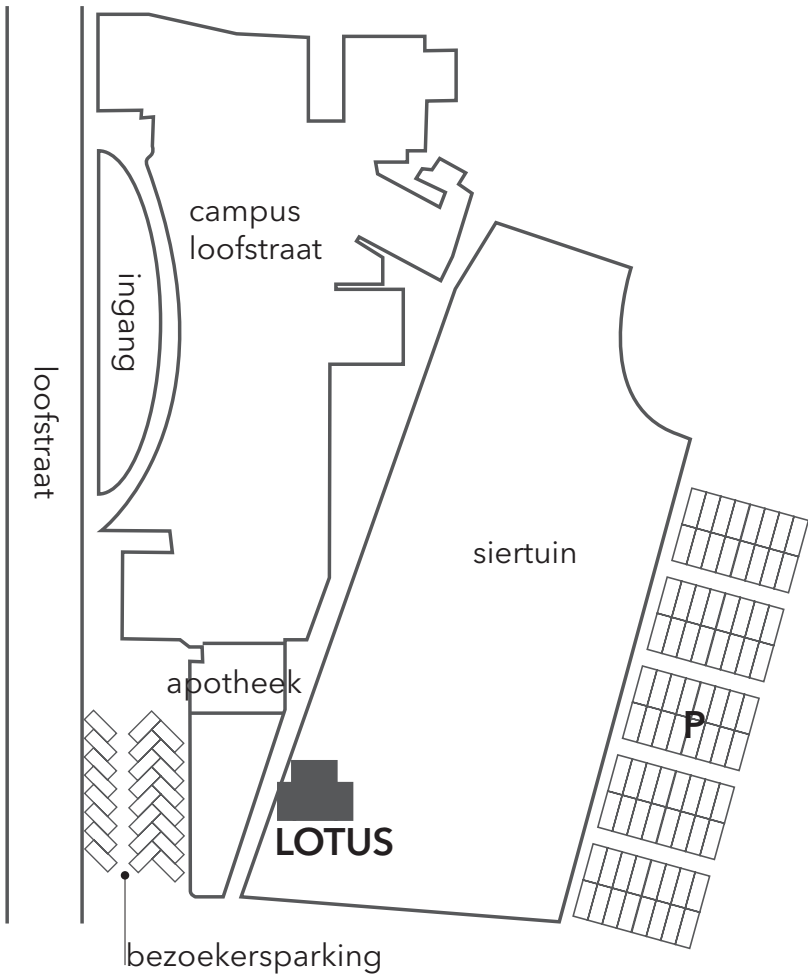 campus
loofstraat
ingang
loofstraat
siertuin
apotheek
P
LOTUS
bezoekersparking